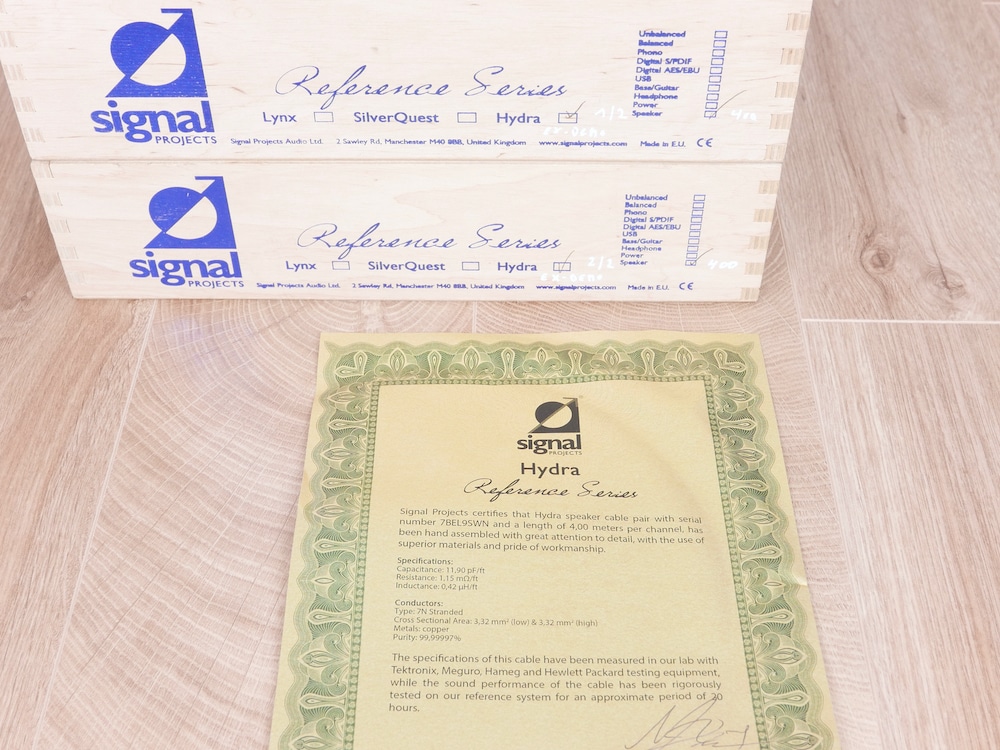 signal
PROJECTS
Reference Series
Lynx SilverQuest Hydra
1/2
EX-DEMO
Signal Projects Audio Ltd. 2 Sawley Rd, Manchester M40 8BB, United Kingdom www.signalprojects.com Made in E.U. CE
Unbalanced
Balanced
Phono
Digital S/PDIF
Digital AES/EBU
USB
Bass/Guitar
Headphone
Power
Speaker
400
signal
PROJECTS
Reference Series
Lynx SilverQuest Hydra
2/2
EX-DEMO
Signal Projects Audio Ltd. 2 Sawley Rd, Manchester M40 8BB, United Kingdom www.signalprojects.com Made in E.U. CE
Unbalanced
Balanced
Phono
Digital S/PDIF
Digital AES/EBU
USB
Bass/Guitar
Headphone
Power
Speaker
400
signal
PROJECTS
Hydra
Reference Series
Signal Projects certifies that Hydra speaker cable pair with serial
number 7BEL9SWN and a length of 4,00 meters per channel, has
been hand assembled with great attention to detail, with the use of
superior materials and pride of workmanship.
Specifications:
Capacitance: 11,90 pF/ft
Resistance: 1,15 mΩ/ft
Inductance: 0,42 μH/ft
Conductors:
Type: 7N Stranded
Cross Sectional Area: 3,32 mm² (low) & 3,32 mm² (high)
Metals: copper
Purity: 99,99997%
The specifications of this cable have been measured in our lab with
Tektronix, Meguro, Hameg and Hewlett Packard testing equipment,
while the sound performance of the cable has been rigorously
tested on our reference system for an approximate period of 20
hours.